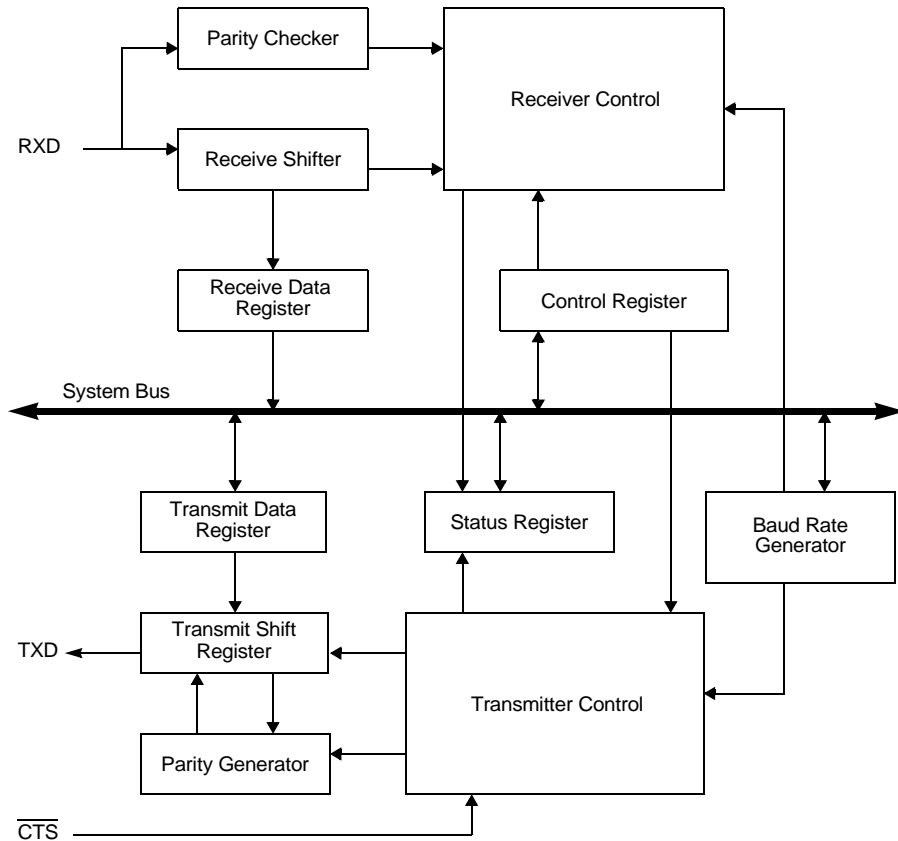 Parity Checker
Receiver Control
RXD
Receive Shifter
Receive Data
Register
Control Register
System Bus
Transmit Data
Register
Status Register
Baud Rate
Generator
TXD
Transmit Shift
Register
Transmitter Control
Parity Generator
C̅T̅S̅